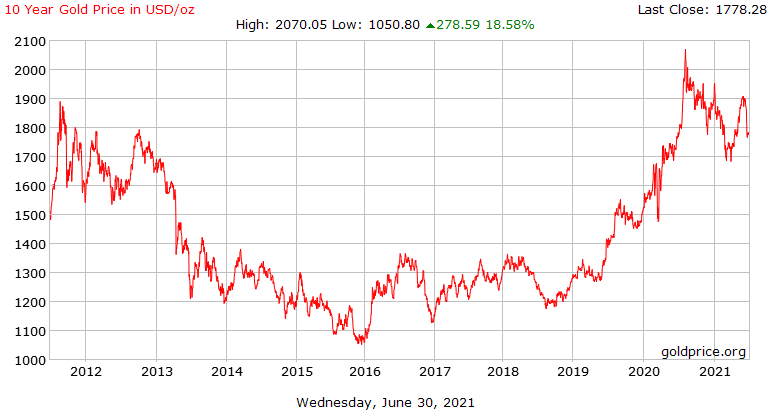 10 Year Gold Price in USD/oz
Last Close: 1778.28
High: 2070.05 Low: 1050.80 ▲278.59 18.58%
2100
2000
1900
1800
1700
1600
1500
1400
1300
1200
1100
1000
goldprice.org
2012 2013 2014 2015 2016 2017 2018 2019 2020 2021
Wednesday, June 30, 2021